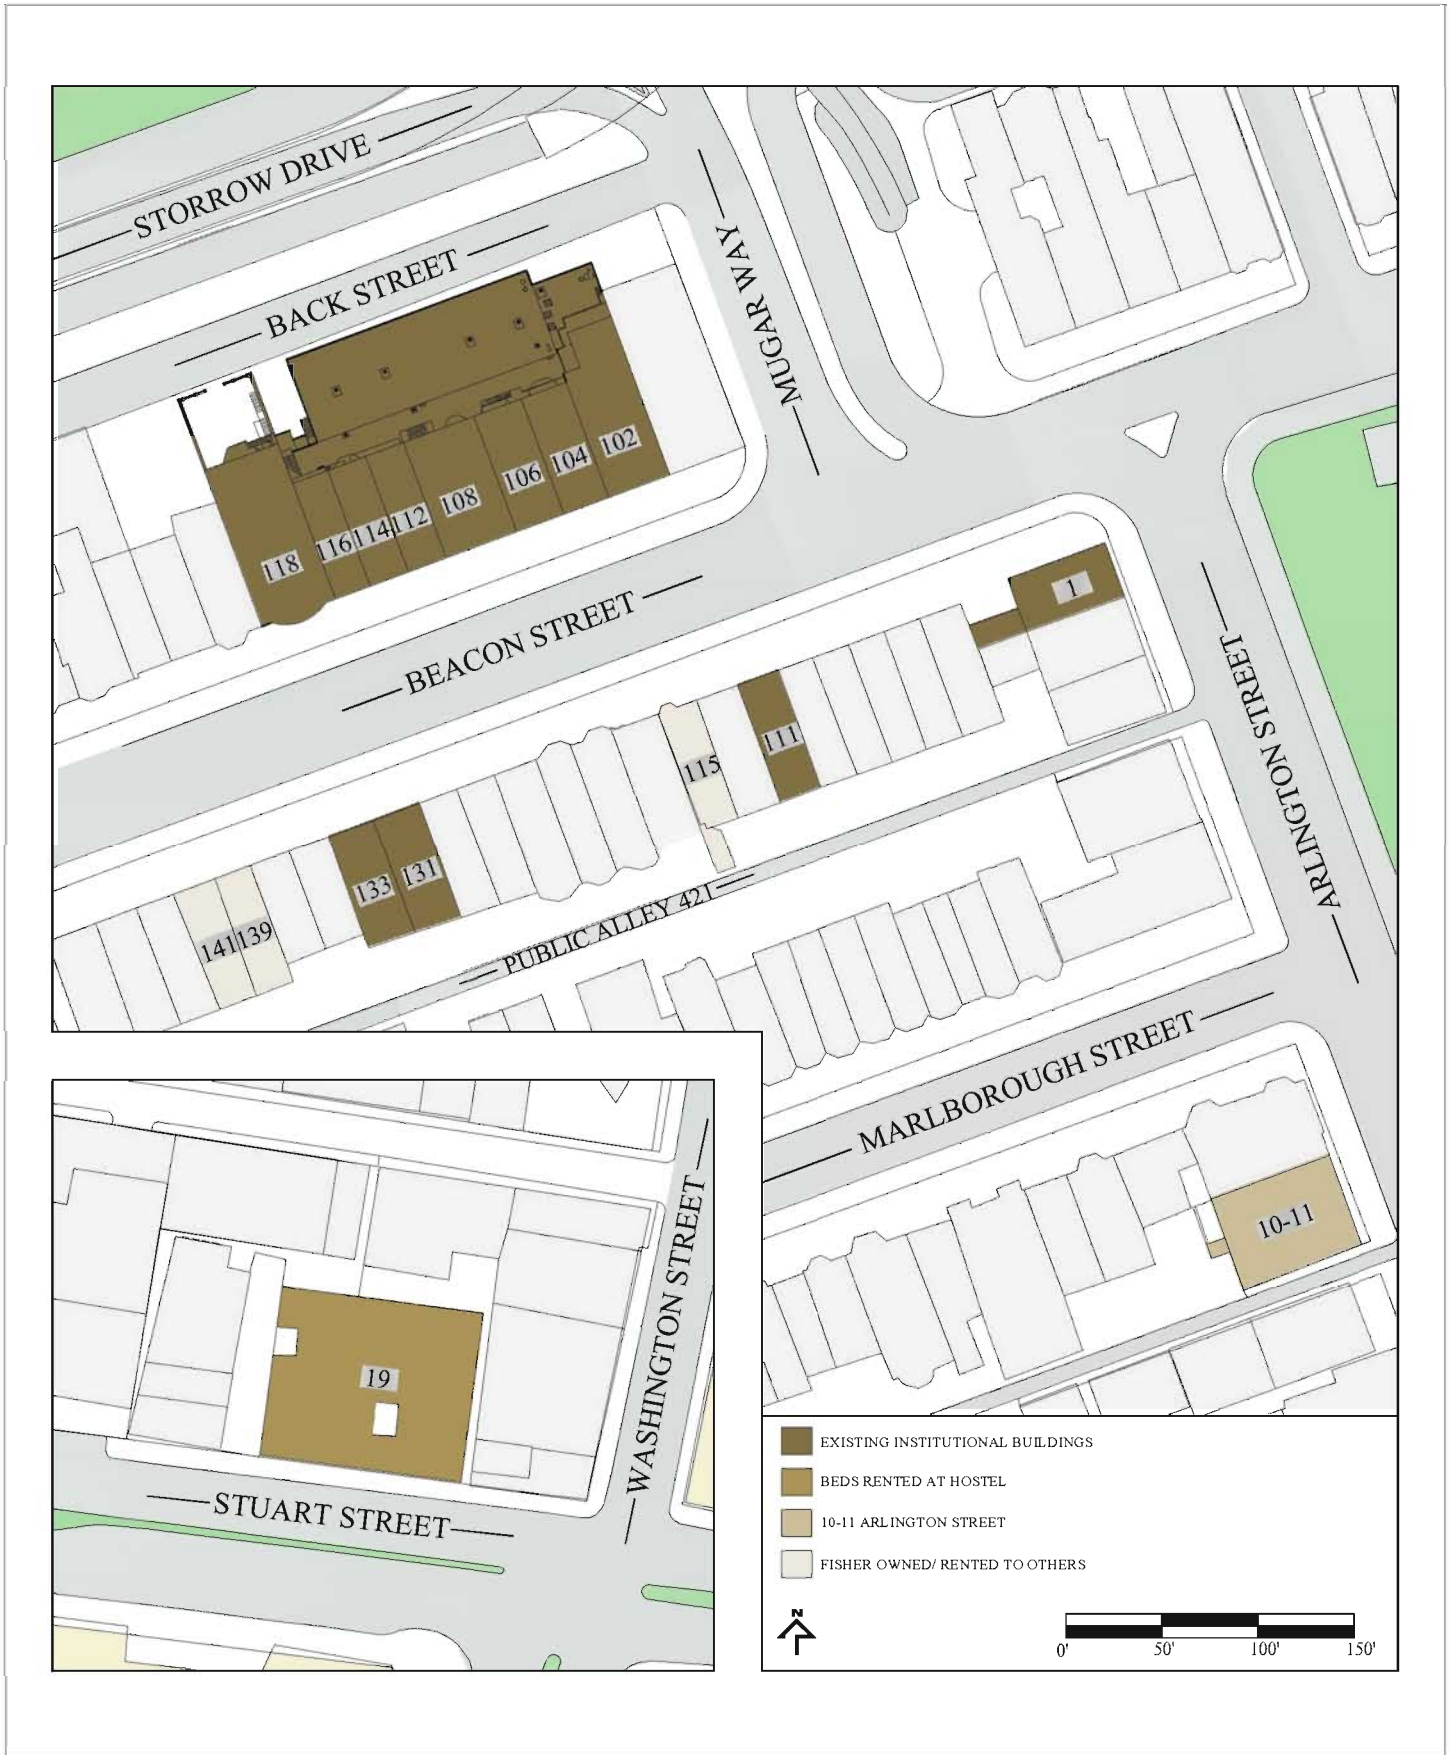 STORROW DRIVE
BACK STREET
MUGAR WAY
102
104
106
108
112
114
116
118
BEACON STREET
1
111
115
131
133
139
141
ARLINGTON STREET
PUBLIC ALLEY 421
MARLBOROUGH STREET
10-11
WASHINGTON STREET
19
STUART STREET
EXISTING INSTITUTIONAL BUILDINGS
BEDS RENTED AT HOSTEL
10-11 ARLINGTON STREET
FISHER OWNED/ RENTED TO OTHERS
N
0' 50' 100' 150'